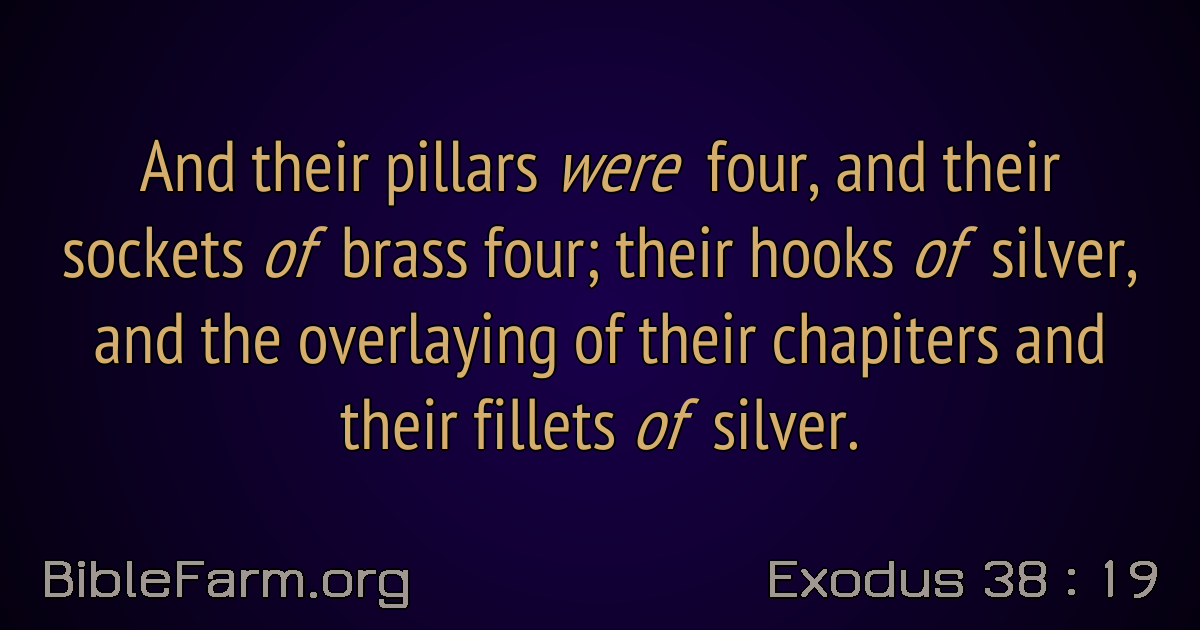 And their pillars were four, and their
sockets of brass four; their hooks of silver,
and the overlaying of their chapiters and
their fillets of silver.
BibleFarm.org
Exodus 38 : 19